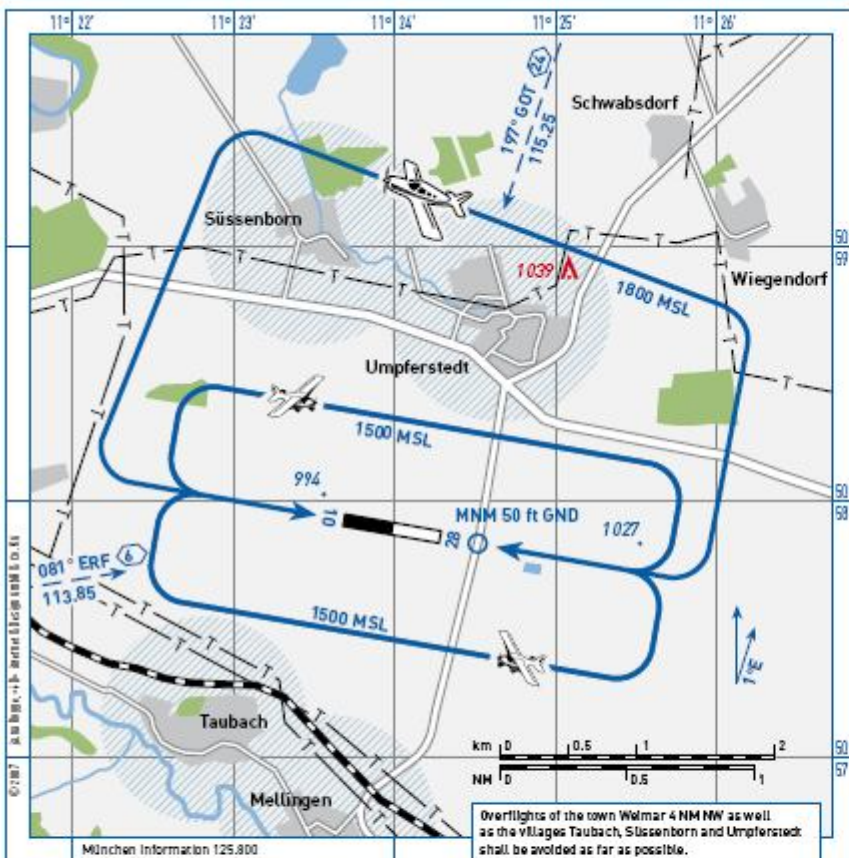 11° 22'
11° 23'
11° 24'
11° 25'
11° 26'
197° GOT 24
115.25
Schwabsdorf
Süssenborn
50
59
1039
Wiegendorf
1800 MSL
Umpferstedt
1500 MSL
994
MNM 50 ft GND
50
58
10
28
1027
081° ERF 6
113.85
1500 MSL
1°E
Taubach
km 0 0.5 1 2
NM 0 0.5 1
50
57
Mellingen
© 2007
München Information 125.800
Overflights of the town Weimar 4 NM NW as well
as the villages Taubach, Süssenborn and Umpferstedt
shall be avoided as far as possible.